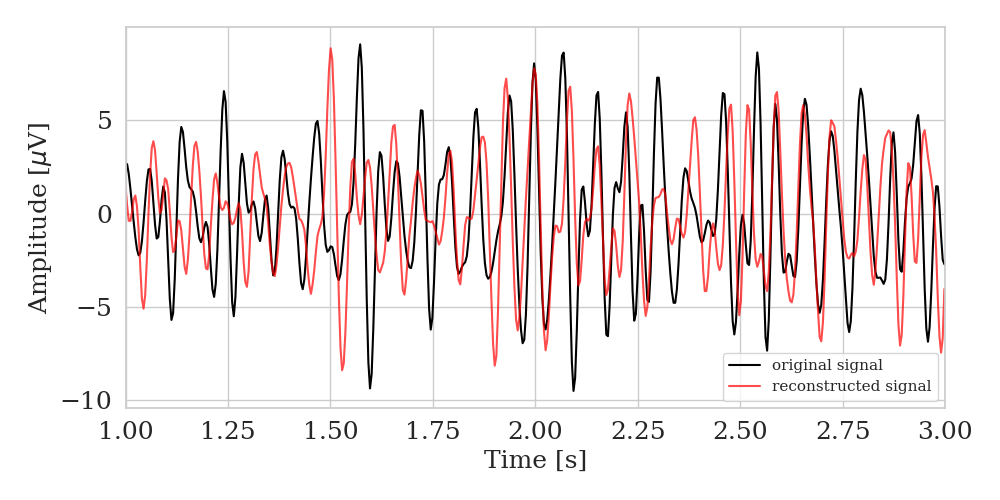 Amplitude [μV]
5
0
−5
−10
original signal
reconstructed signal
1.00 1.25 1.50 1.75 2.00 2.25 2.50 2.75 3.00
Time [s]